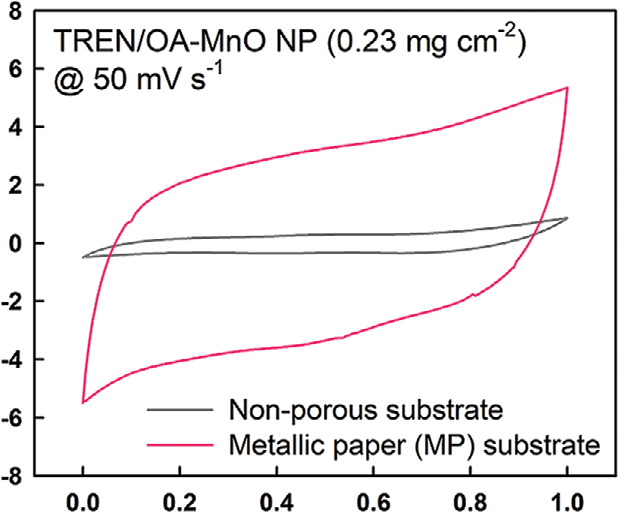 8
TREN/OA-MnO NP (0.23 mg cm⁻²)
@ 50 mV s⁻¹
6
4
2
0
-2
-4
-6
-8
Non-porous substrate
Metallic paper (MP) substrate
0.0 0.2 0.4 0.6 0.8 1.0